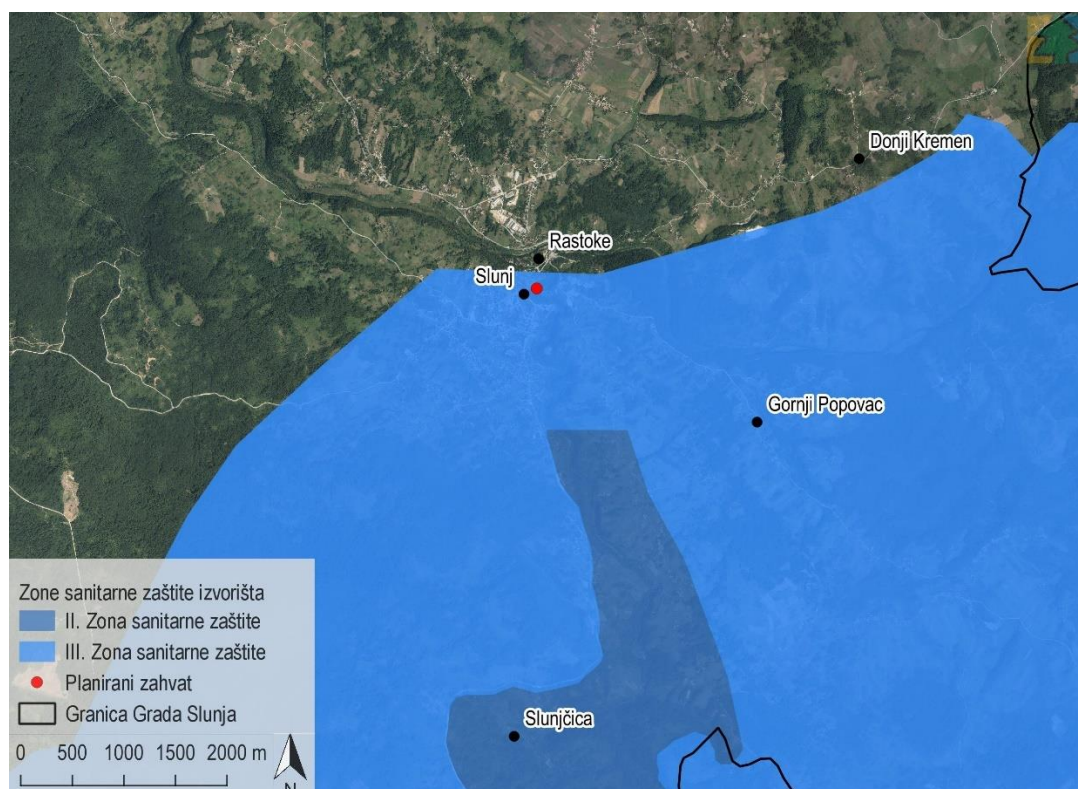 Donji Kremen
Rastoke
Slunj
Gornji Popovac
Slunjčica
Zone sanitarne zaštite izvorišta
II. Zona sanitarne zaštite
III. Zona sanitarne zaštite
Planirani zahvat
Granica Grada Slunja
0 500 1000 1500 2000 m
N